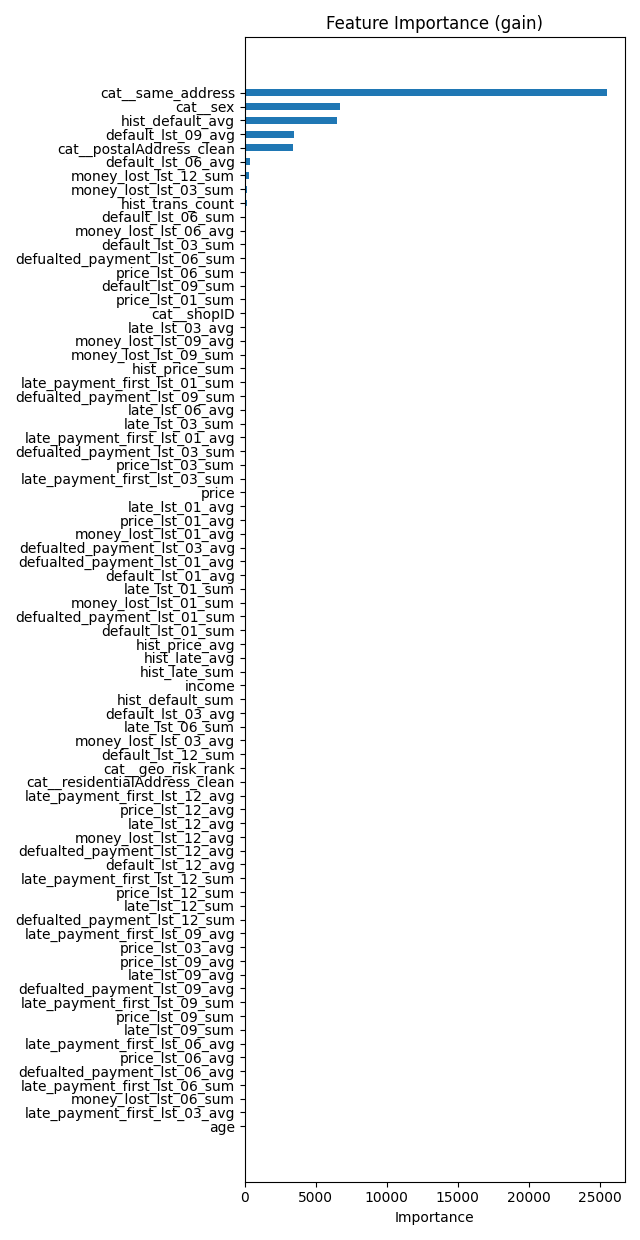 Feature Importance (gain)
cat__same_address
cat__sex
hist_default_avg
default_lst_09_avg
cat__postalAddress_clean
default_lst_06_avg
money_lost_lst_12_sum
money_lost_lst_03_sum
hist_trans_count
default_lst_06_sum
money_lost_lst_06_avg
default_lst_03_sum
defualted_payment_lst_06_sum
price_lst_06_sum
default_lst_09_sum
price_lst_01_sum
cat__shopID
late_lst_03_avg
money_lost_lst_09_avg
money_lost_lst_09_sum
hist_price_sum
late_payment_first_lst_01_sum
defualted_payment_lst_09_sum
late_lst_06_avg
late_lst_03_sum
late_payment_first_lst_01_avg
defualted_payment_lst_03_sum
price_lst_03_sum
late_payment_first_lst_03_sum
price
late_lst_01_avg
price_lst_01_avg
money_lost_lst_01_avg
defualted_payment_lst_03_avg
defualted_payment_lst_01_avg
default_lst_01_avg
late_lst_01_sum
money_lost_lst_01_sum
defualted_payment_lst_01_sum
default_lst_01_sum
hist_price_avg
hist_late_avg
hist_late_sum
income
hist_default_sum
default_lst_03_avg
late_lst_06_sum
money_lost_lst_03_avg
default_lst_12_sum
cat__geo_risk_rank
cat__residentialAddress_clean
late_payment_first_lst_12_avg
price_lst_12_avg
late_lst_12_avg
money_lost_lst_12_avg
defualted_payment_lst_12_avg
default_lst_12_avg
late_payment_first_lst_12_sum
price_lst_12_sum
late_lst_12_sum
defualted_payment_lst_12_sum
late_payment_first_lst_09_avg
price_lst_03_avg
price_lst_09_avg
late_lst_09_avg
defualted_payment_lst_09_avg
late_payment_first_lst_09_sum
price_lst_09_sum
late_lst_09_sum
late_payment_first_lst_06_avg
price_lst_06_avg
defualted_payment_lst_06_avg
late_payment_first_lst_06_sum
money_lost_lst_06_sum
late_payment_first_lst_03_avg
age
0 5000 10000 15000 20000 25000
Importance